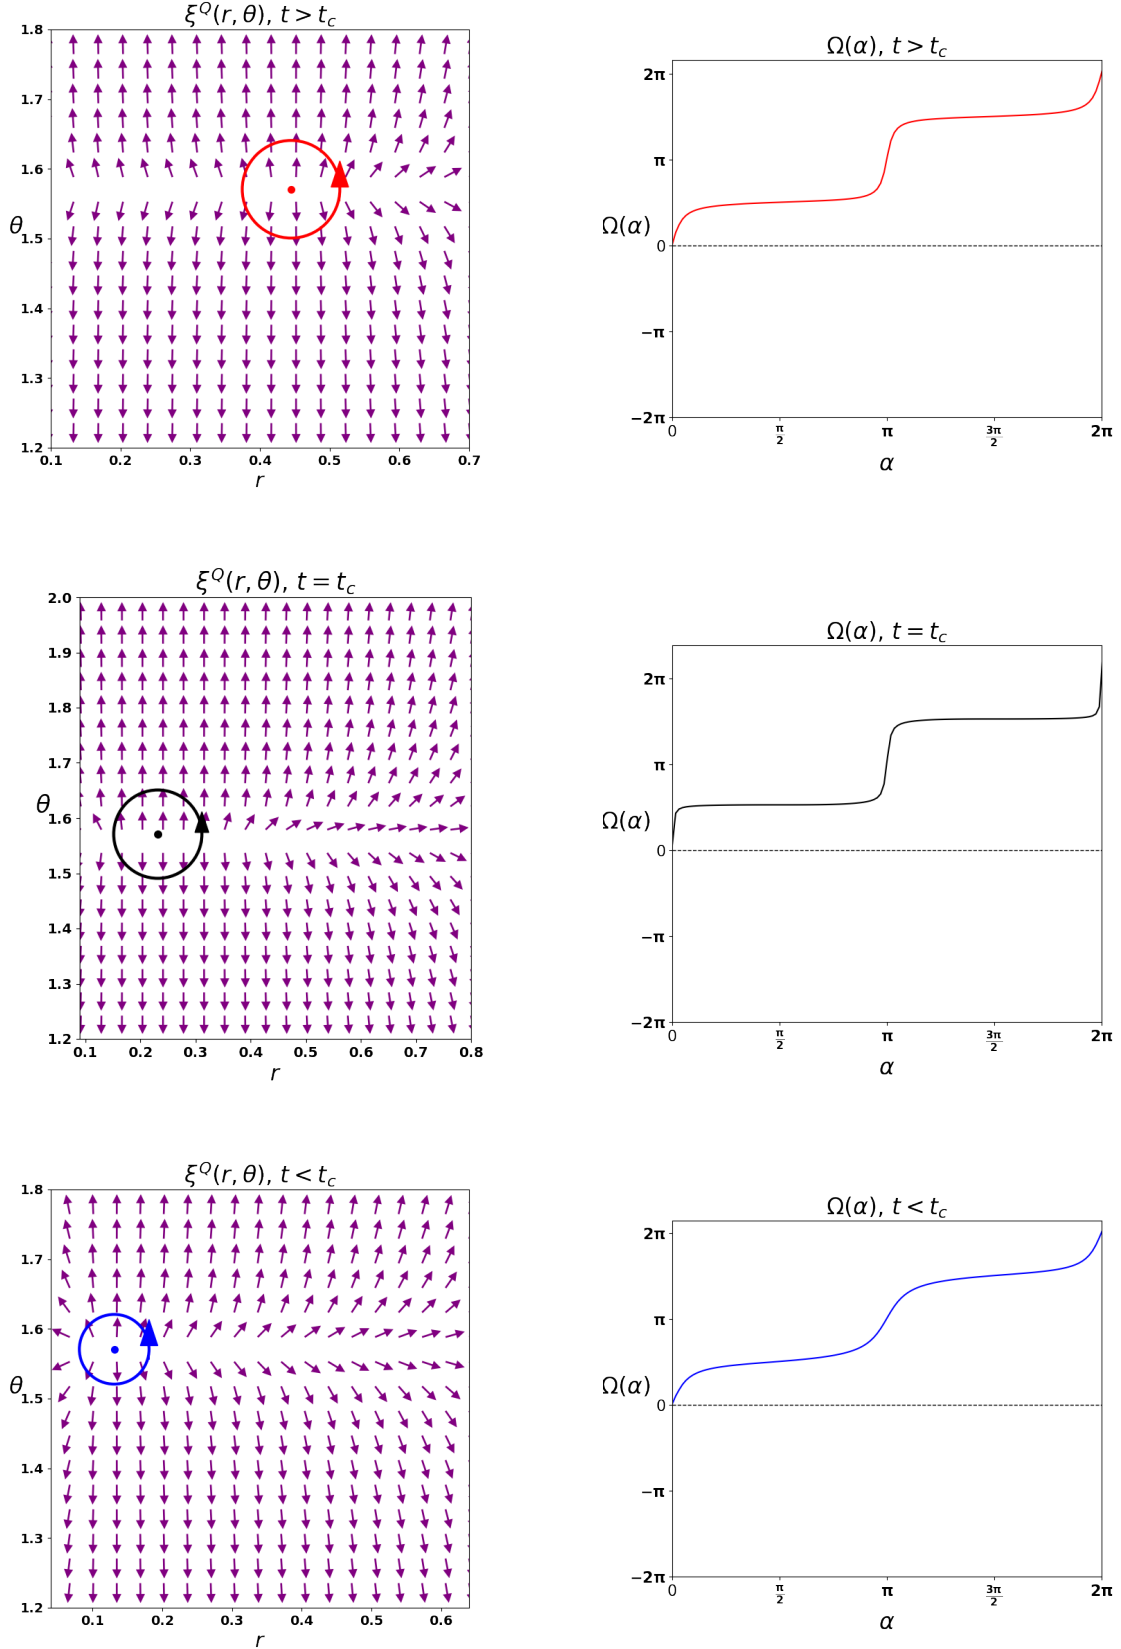 ξ^Q(r, θ), t > t_c
1.8
1.7
1.6
1.5
1.4
1.3
1.2
θ
0.1 0.2 0.3 0.4 0.5 0.6 0.7
r
Ω(α), t > t_c
2π
π
Ω(α)
0
−π
−2π
0 π/2 π 3π/2 2π
α
ξ^Q(r, θ), t = t_c
2.0
1.9
1.8
1.7
θ
1.6
1.5
1.4
1.3
1.2
0.1 0.2 0.3 0.4 0.5 0.6 0.7 0.8
r
Ω(α), t = t_c
2π
π
Ω(α)
0
−π
−2π
0 π/2 π 3π/2 2π
α
ξ^Q(r, θ), t < t_c
1.8
1.7
1.6
θ
1.5
1.4
1.3
1.2
0.1 0.2 0.3 0.4 0.5 0.6
r
Ω(α), t < t_c
2π
π
Ω(α)
0
−π
−2π
0 π/2 π 3π/2 2π
α